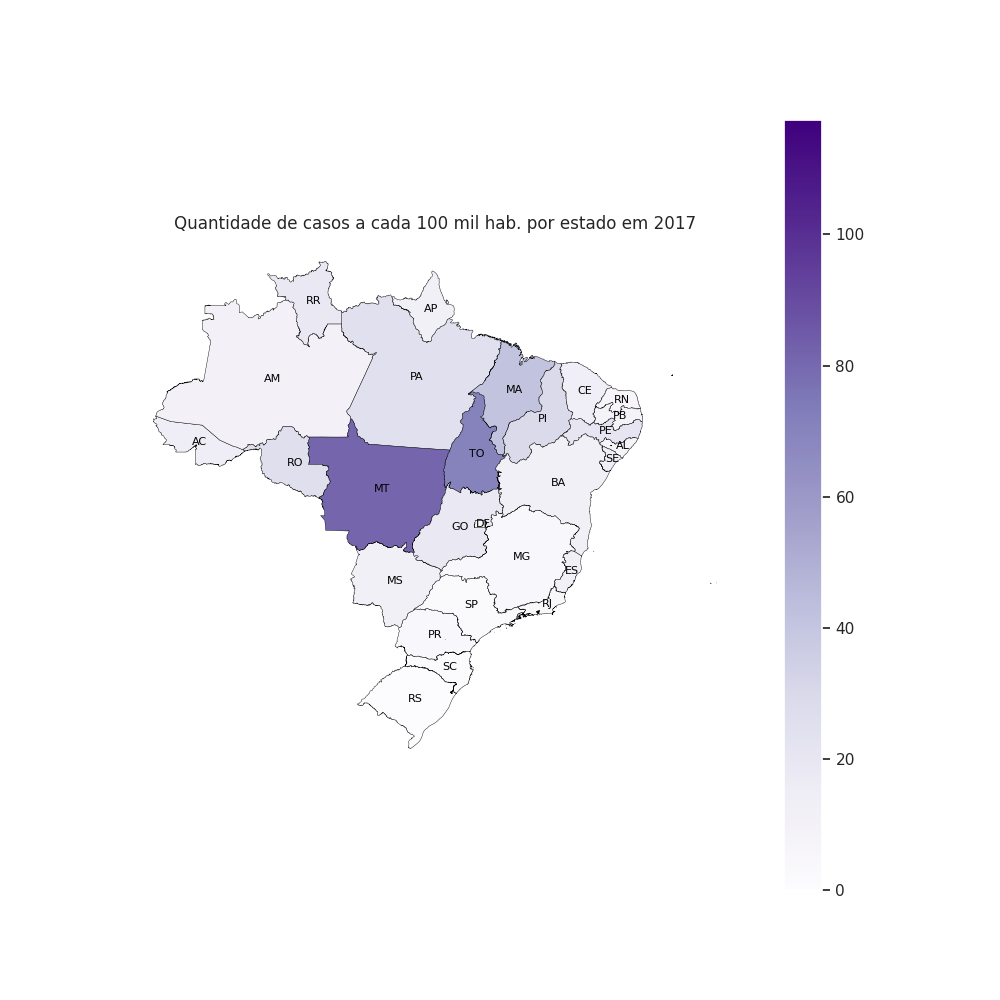 Quantidade de casos a cada 100 mil hab. por estado em 2017
RR
AP
AM
PA
MA
CE
RN
PB
PI
PE
AC
AL
TO
SE
RO
BA
MT
GO
DF
MG
ES
MS
SP
RJ
PR
SC
RS
100
80
60
40
20
0